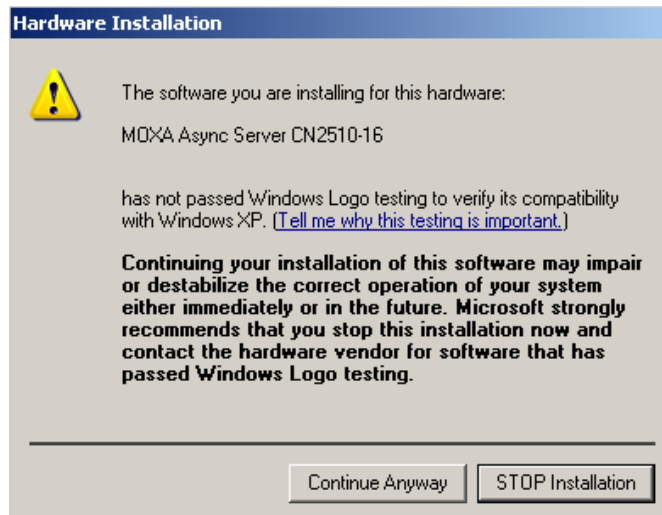 Hardware Installation
The software you are installing for this hardware:
MOXA Async Server CN2510-16
has not passed Windows Logo testing to verify its compatibility
with Windows XP. (Tell me why this testing is important.)
Continuing your installation of this software may impair
or destabilize the correct operation of your system
either immediately or in the future. Microsoft strongly
recommends that you stop this installation now and
contact the hardware vendor for software that has
passed Windows Logo testing.
Continue Anyway
STOP Installation